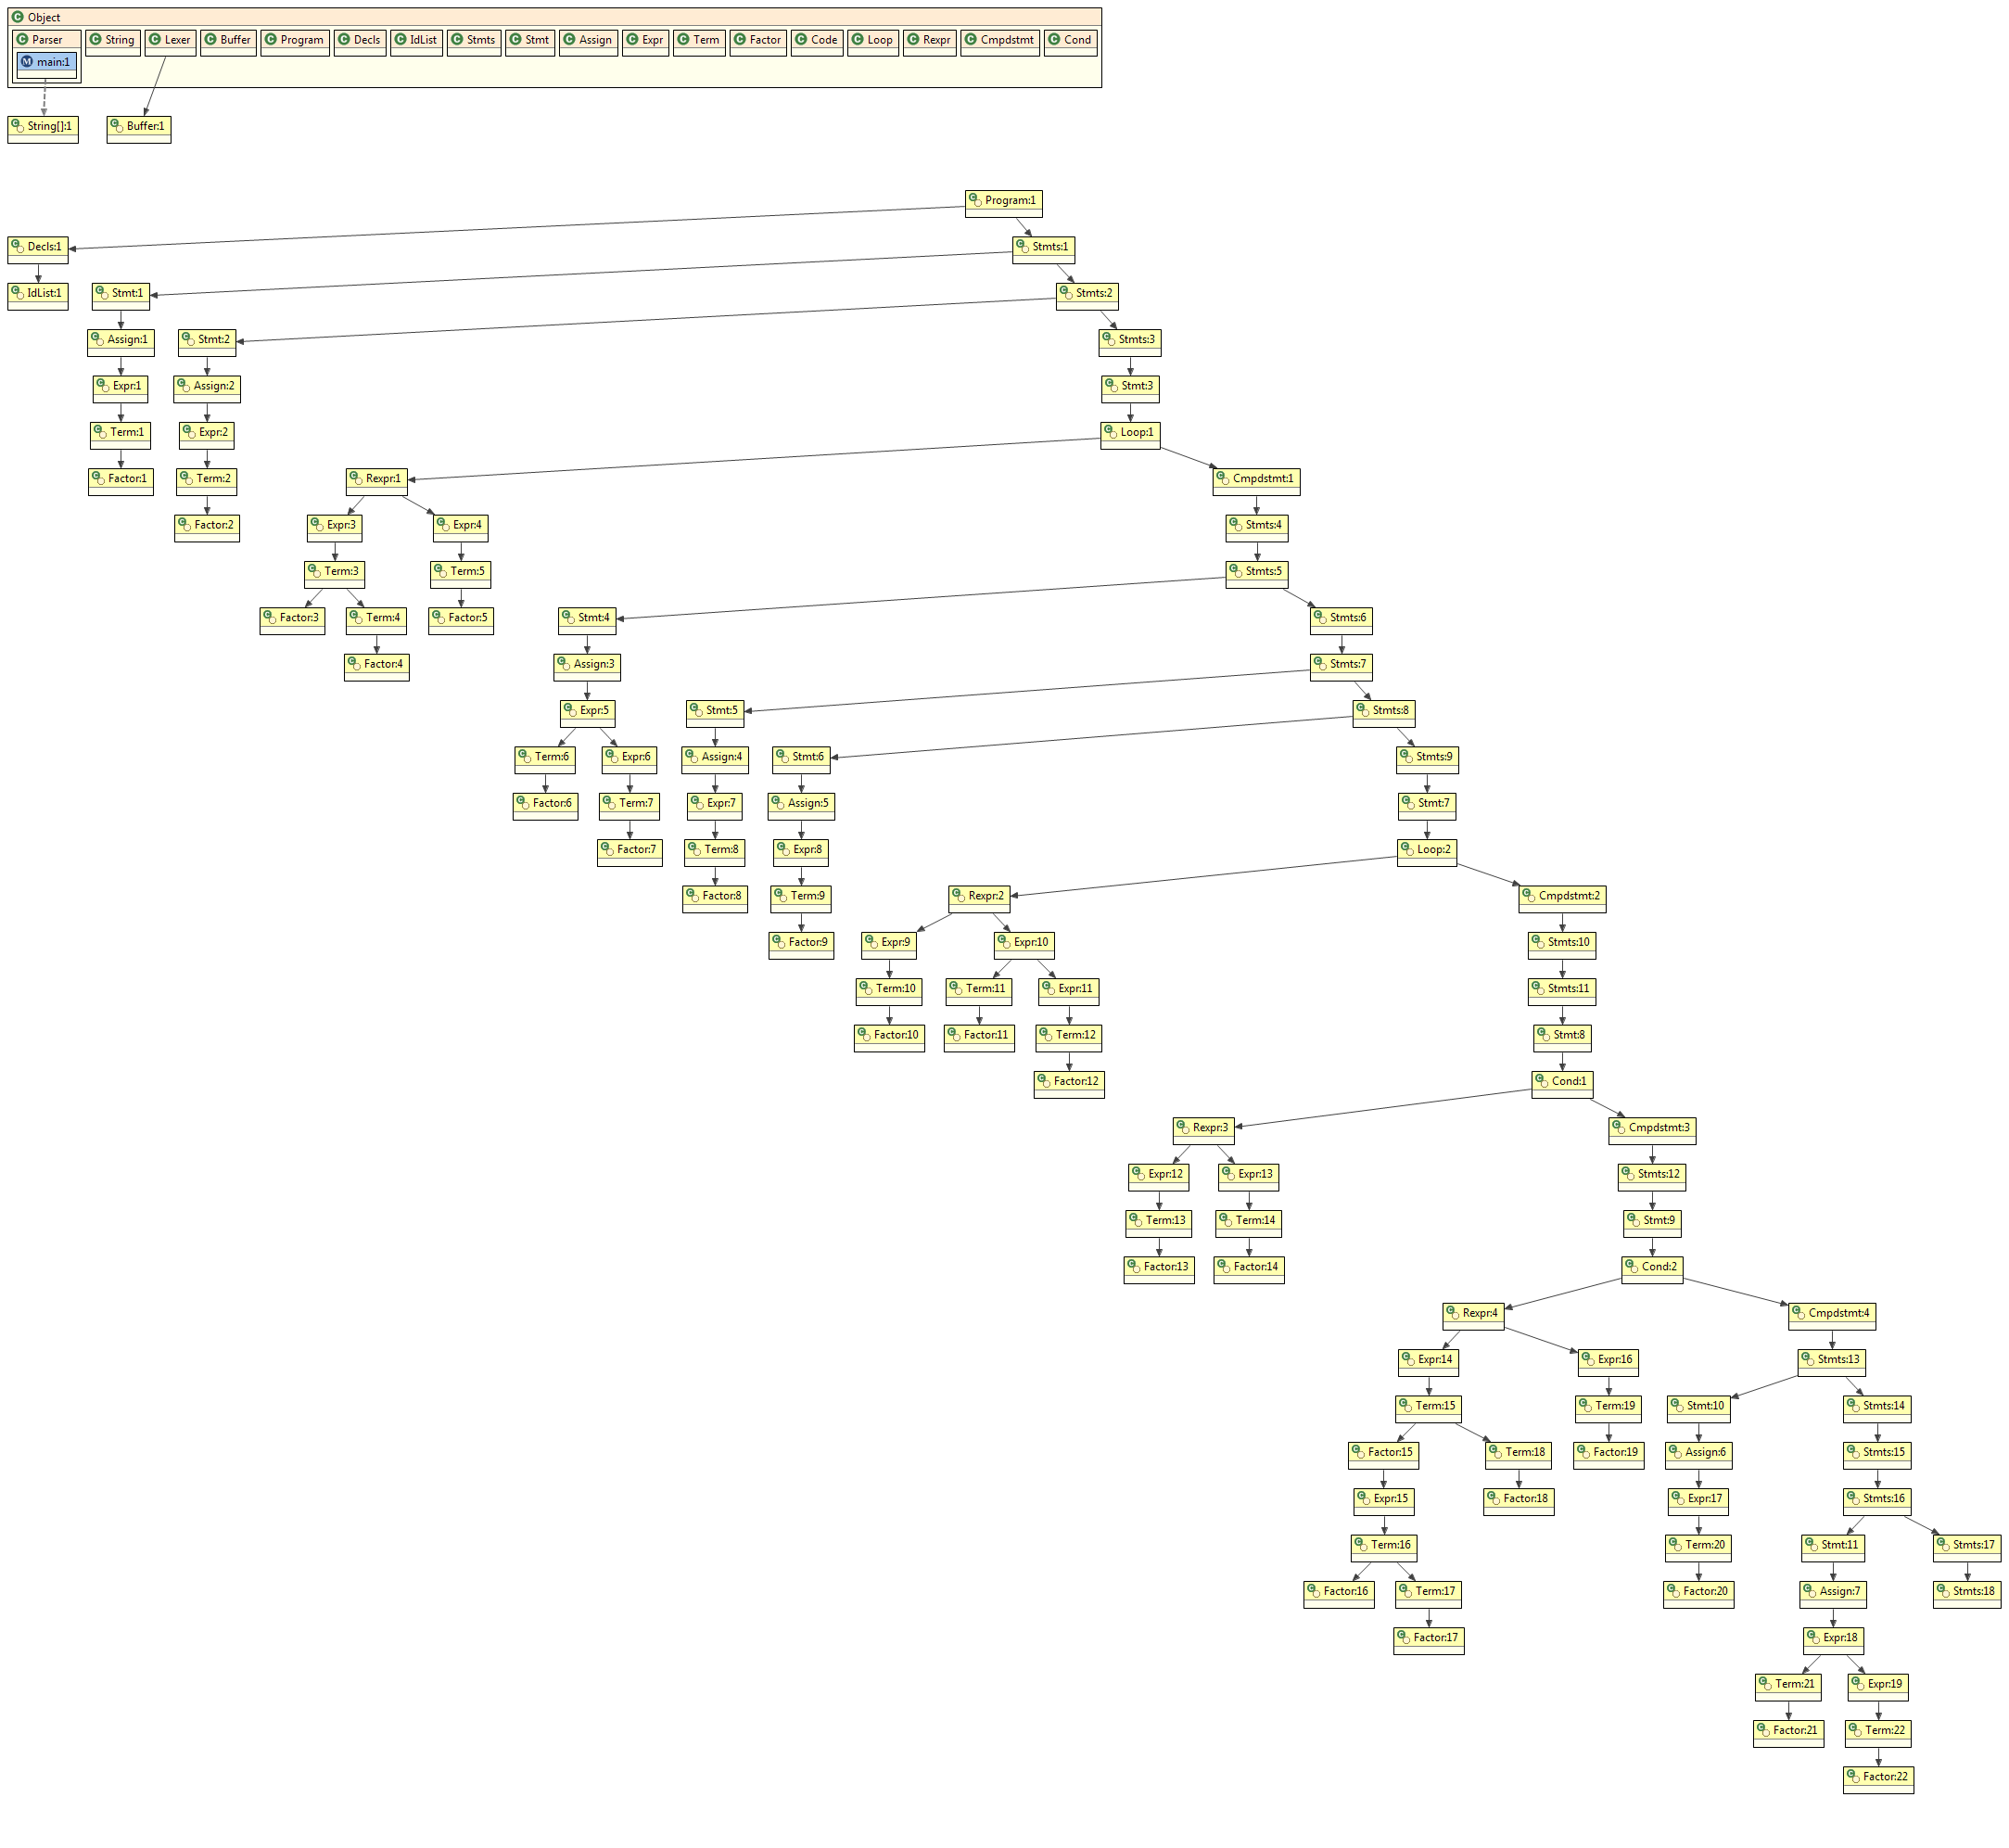 Object
Parser String Lexer Buffer Program Decls IdList Stmts Stmt Assign Expr Term Factor Code Loop Rexpr Cmpdstmt Cond
main:1
String[]:1 Buffer:1
Program:1
Decls:1 Stmts:1
IdList:1 Stmt:1 Stmts:2
Assign:1 Stmt:2 Stmts:3
Expr:1 Assign:2 Stmt:3
Term:1 Expr:2 Loop:1
Factor:1 Term:2 Rexpr:1 Cmpdstmt:1
Factor:2 Expr:3 Expr:4 Stmts:4
Term:3 Term:5 Stmts:5
Factor:3 Term:4 Factor:5 Stmt:4 Stmts:6
Factor:4 Assign:3 Stmts:7
Expr:5 Stmt:5 Stmts:8
Term:6 Expr:6 Assign:4 Stmt:6 Stmts:9
Factor:6 Term:7 Expr:7 Assign:5 Stmt:7
Factor:7 Term:8 Expr:8 Loop:2
Factor:8 Term:9 Rexpr:2 Cmpdstmt:2
Factor:9 Expr:9 Expr:10 Stmts:10
Term:10 Term:11 Expr:11 Stmts:11
Factor:10 Factor:11 Term:12 Stmt:8
Factor:12 Cond:1
Rexpr:3 Cmpdstmt:3
Expr:12 Expr:13 Stmts:12
Term:13 Term:14 Stmt:9
Factor:13 Factor:14 Cond:2
Rexpr:4 Cmpdstmt:4
Expr:14 Expr:16 Stmts:13
Term:15 Term:19 Stmt:10 Stmts:14
Factor:15 Term:18 Factor:19 Assign:6 Stmts:15
Expr:15 Factor:18 Expr:17 Stmts:16
Term:16 Term:20 Stmt:11 Stmts:17
Factor:16 Term:17 Factor:20 Assign:7 Stmts:18
Factor:17 Expr:18
Term:21 Expr:19
Factor:21 Term:22
Factor:22